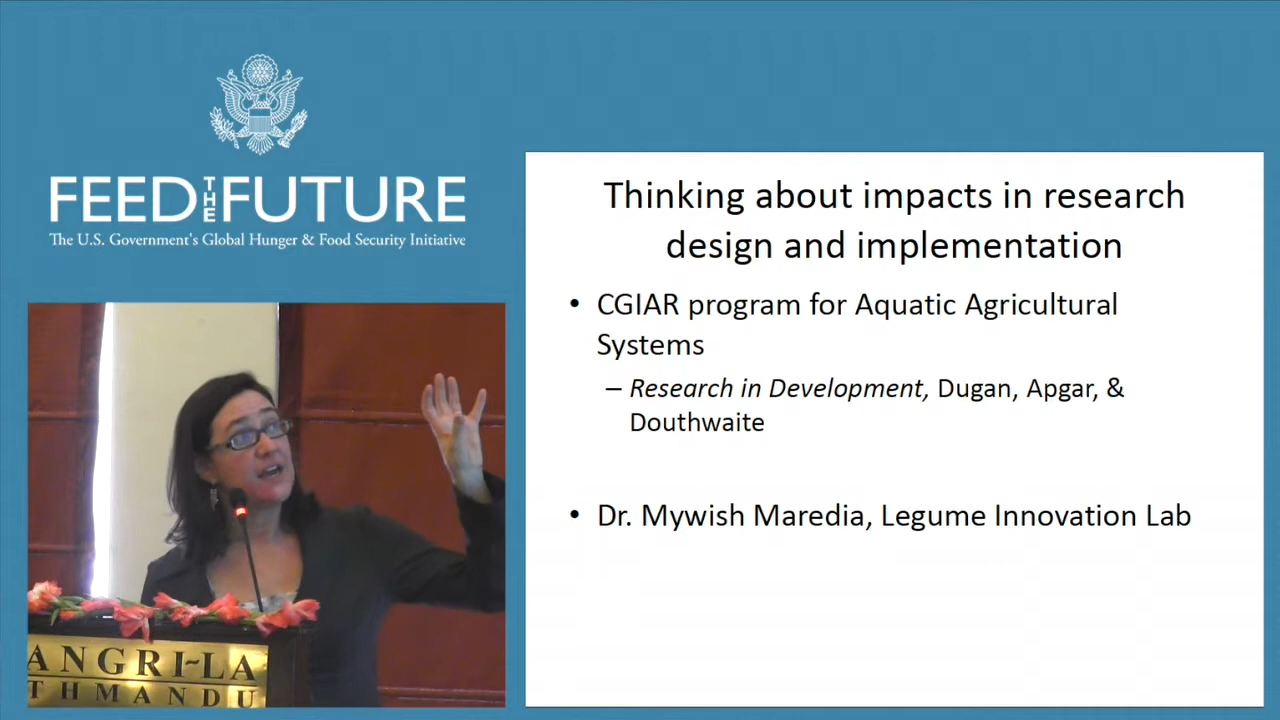 FEED THE FUTURE
The U.S. Government's Global Hunger & Food Security Initiative
Thinking about impacts in research
design and implementation
• CGIAR program for Aquatic Agricultural
Systems
– Research in Development, Dugan, Apgar, &
Douthwaite
• Dr. Mywish Maredia, Legume Innovation Lab
ANGRI-LA
THMANDU